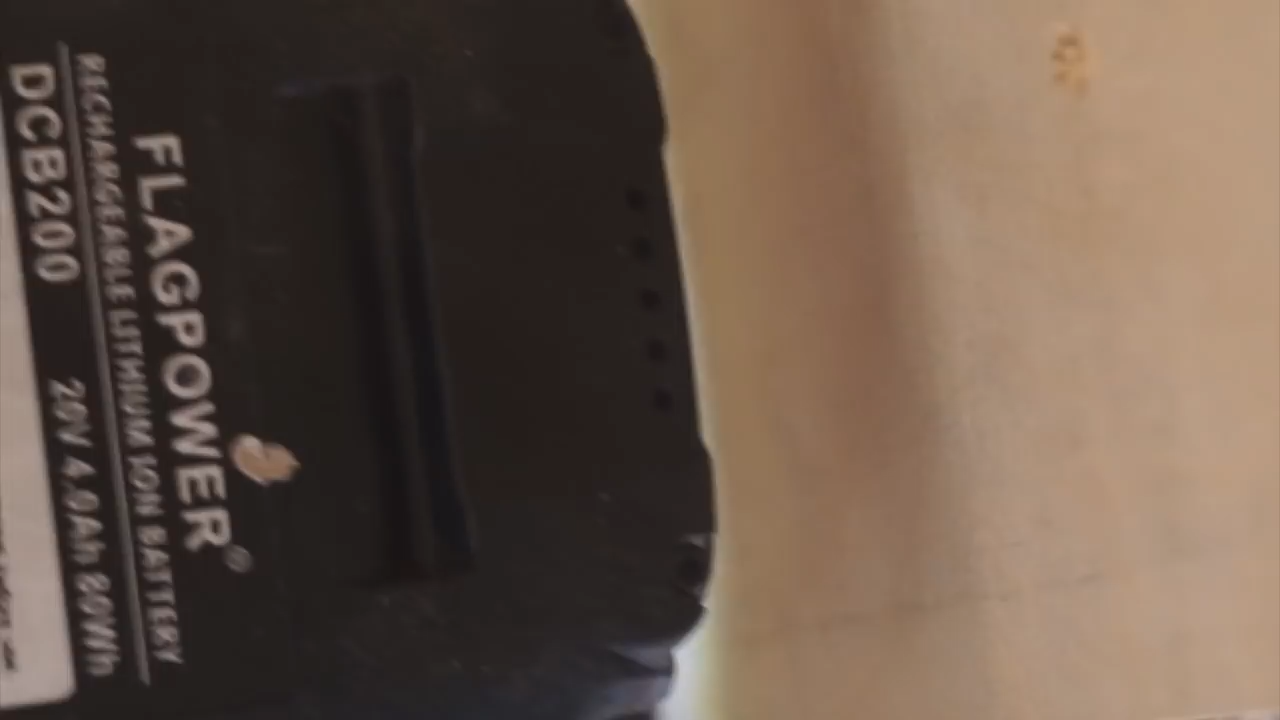 FLAGPOWER®
RECHARGEABLE LITHIUM ION BATTERY
DCB200 20V 4.0Ah 80Wh